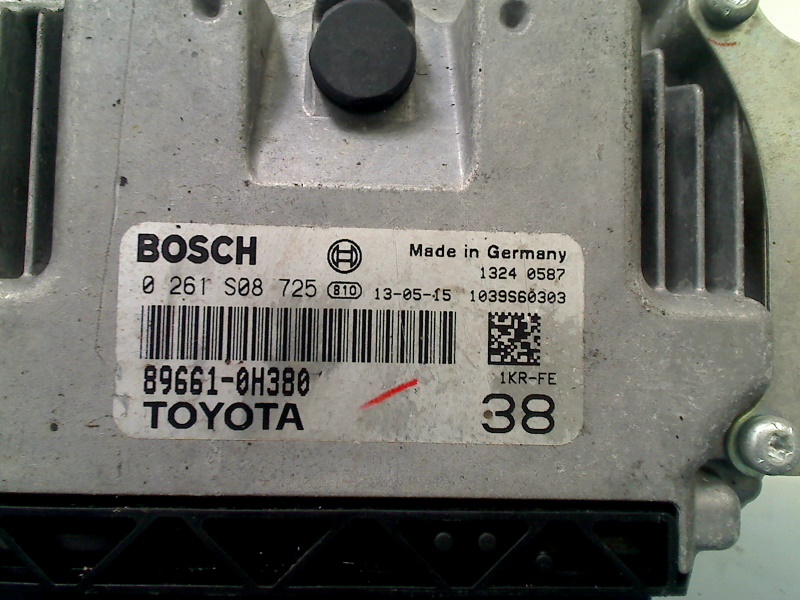 BOSCH Made in Germany
1324 0587
0 261 S08 725 B10 13-05-15 1039S60303
89661-0H380 1KR-FE
TOYOTA 38